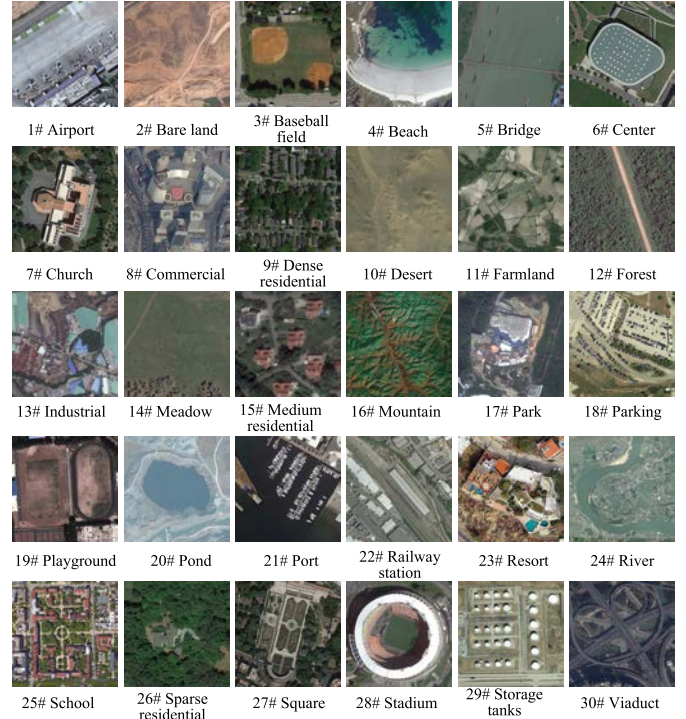 1# Airport
2# Bare land
3# Baseball
field
4# Beach
5# Bridge
6# Center
7# Church
8# Commercial
9# Dense
residential
10# Desert
11# Farmland
12# Forest
13# Industrial
14# Meadow
15# Medium
residential
16# Mountain
17# Park
18# Parking
19# Playground
20# Pond
21# Port
22# Railway
station
23# Resort
24# River
25# School
26# Sparse
residential
27# Square
28# Stadium
29# Storage
tanks
30# Viaduct